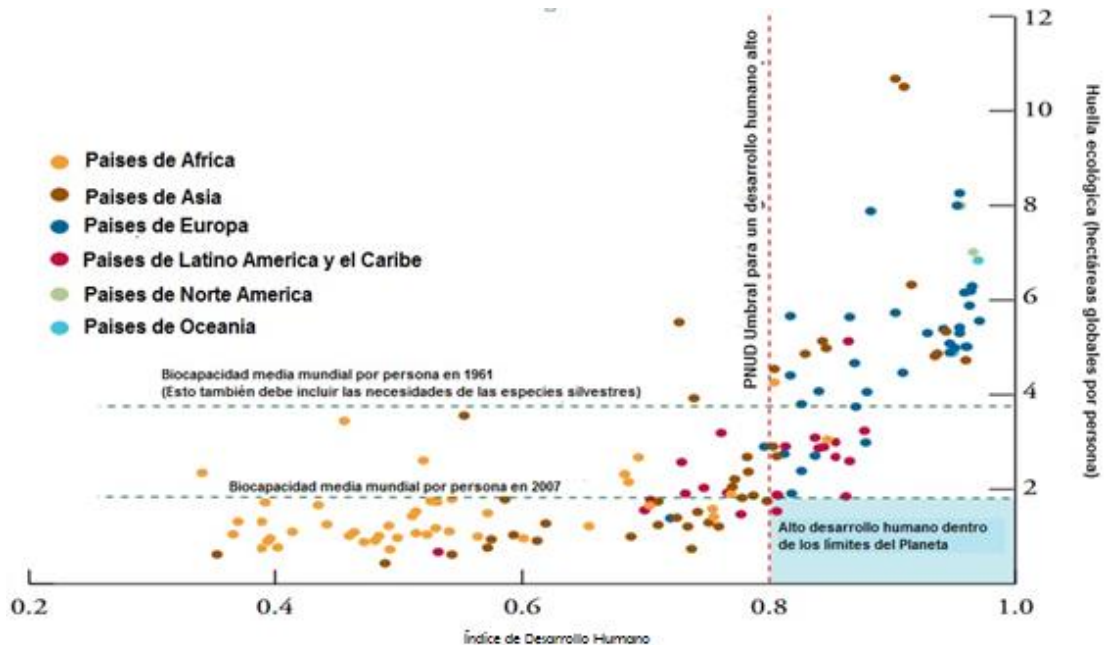 Paises de Africa
Paises de Asia
Paises de Europa
Paises de Latino America y el Caribe
Paises de Norte America
Paises de Oceania
Biocapacidad media mundial por persona en 1961
(Esto también debe incluir las necesidades de las especies silvestres)
Biocapacidad media mundial por persona en 2007
PNUD Umbral para un desarrollo humano alto
Alto desarrollo humano dentro
de los límites del Planeta
12
10
8
6
4
2
Huella ecológica (hectáreas globales por persona)
0.2
0.4
0.6
0.8
1.0
Índice de Desarrollo Humano